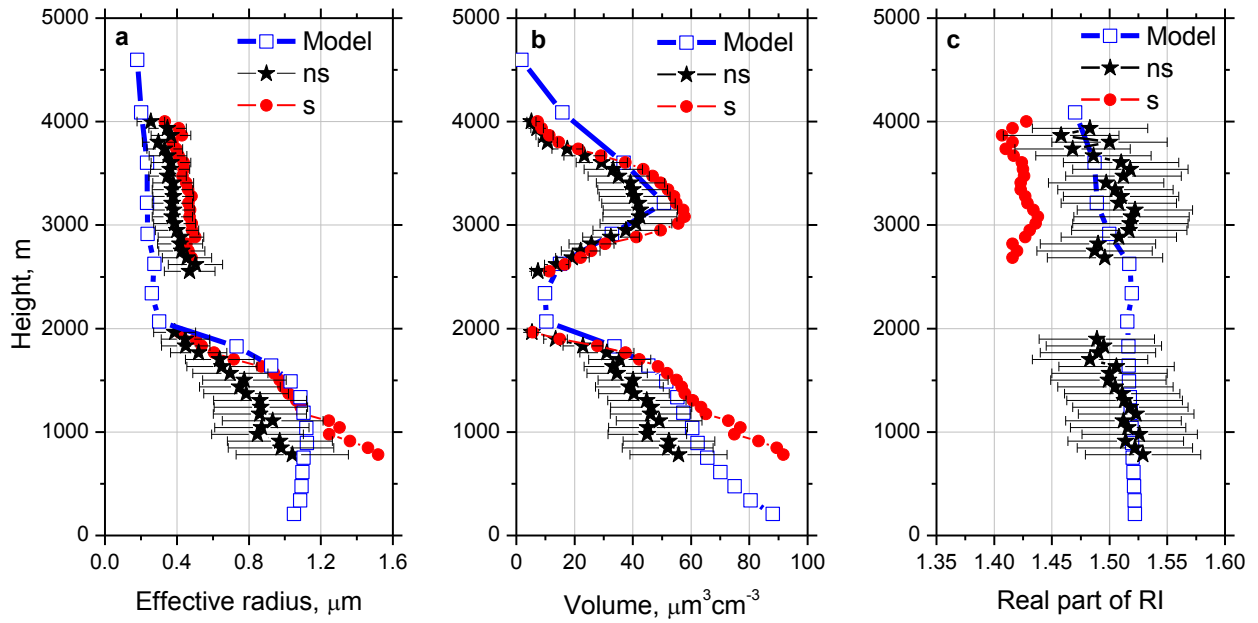 a
Model
ns
s
b
Model
ns
s
c
Model
ns
s
5000
4000
3000
2000
1000
0
5000
4000
3000
2000
1000
0
5000
4000
3000
2000
1000
0
Height, m
0.0 0.4 0.8 1.2 1.6
0 20 40 60 80 100
1.35 1.40 1.45 1.50 1.55 1.60
Effective radius, μm
Volume, μm³cm⁻³
Real part of RI